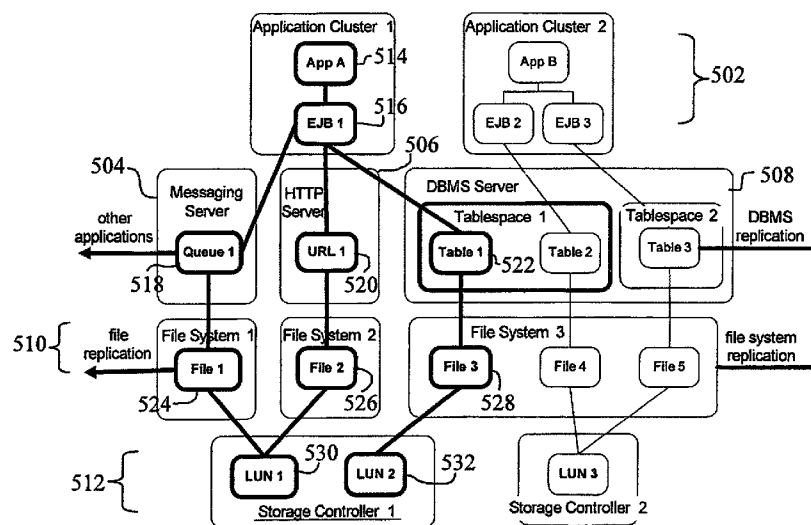 Application Cluster 1
Application Cluster 2
App A
514
App B
502
EJB 1
516
EJB 2
EJB 3
504
506
508
Messaging Server
HTTP Server
DBMS Server
Tablespace 1
Tablespace 2
other applications
Queue 1
518
URL 1
520
Table 1
522
Table 2
Table 3
DBMS replication
510
file replication
File System 1
File System 2
File System 3
file system replication
File 1
524
File 2
526
File 3
528
File 4
File 5
512
LUN 1
530
LUN 2
532
LUN 3
Storage Controller 1
Storage Controller 2